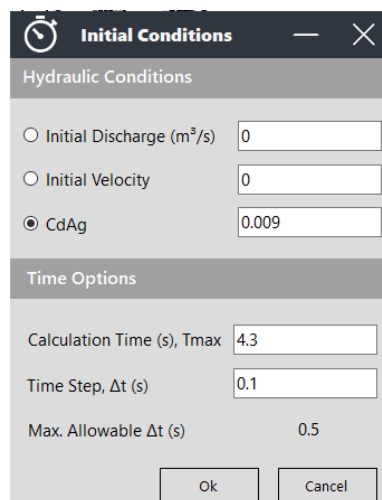 Initial Conditions
Hydraulic Conditions
Initial Discharge (m³/s) 0
Initial Velocity 0
CdAg 0.009
Time Options
Calculation Time (s), Tmax 4.3
Time Step, Δt (s) 0.1
Max. Allowable Δt (s) 0.5
Ok Cancel